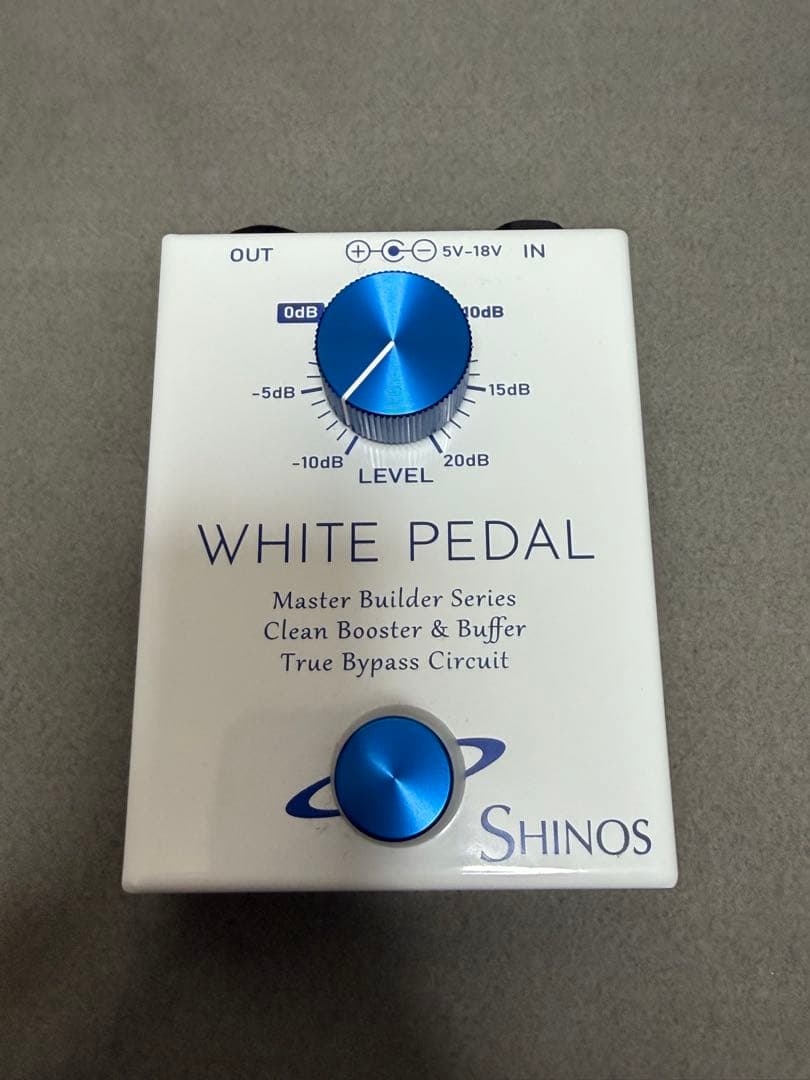 OUT + - 5V-18V IN
0dB 10dB
-5dB 15dB
-10dB 20dB
LEVEL
WHITE PEDAL
Master Builder Series
Clean Booster & Buffer
True Bypass Circuit
SHINOS